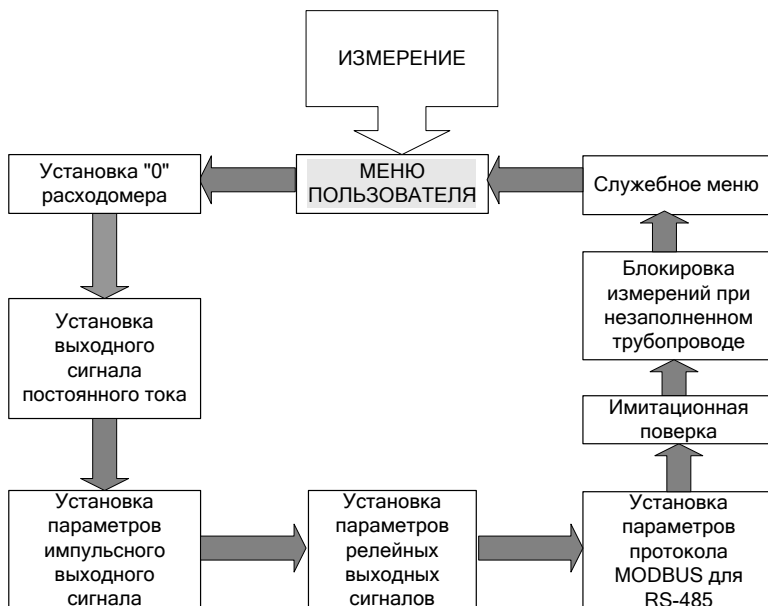 ИЗМЕРЕНИЕ
Установка "0"
расходомера
МЕНЮ
ПОЛЬЗОВАТЕЛЯ
Служебное меню
Установка
выходного
сигнала
постоянного тока
Блокировка
измерений при
незаполненном
трубопроводе
Имитационная
поверка
Установка
параметров
импульсного
выходного
сигнала
Установка
параметров
релейных
выходных
сигналов
Установка
параметров
протокола
MODBUS для
RS-485